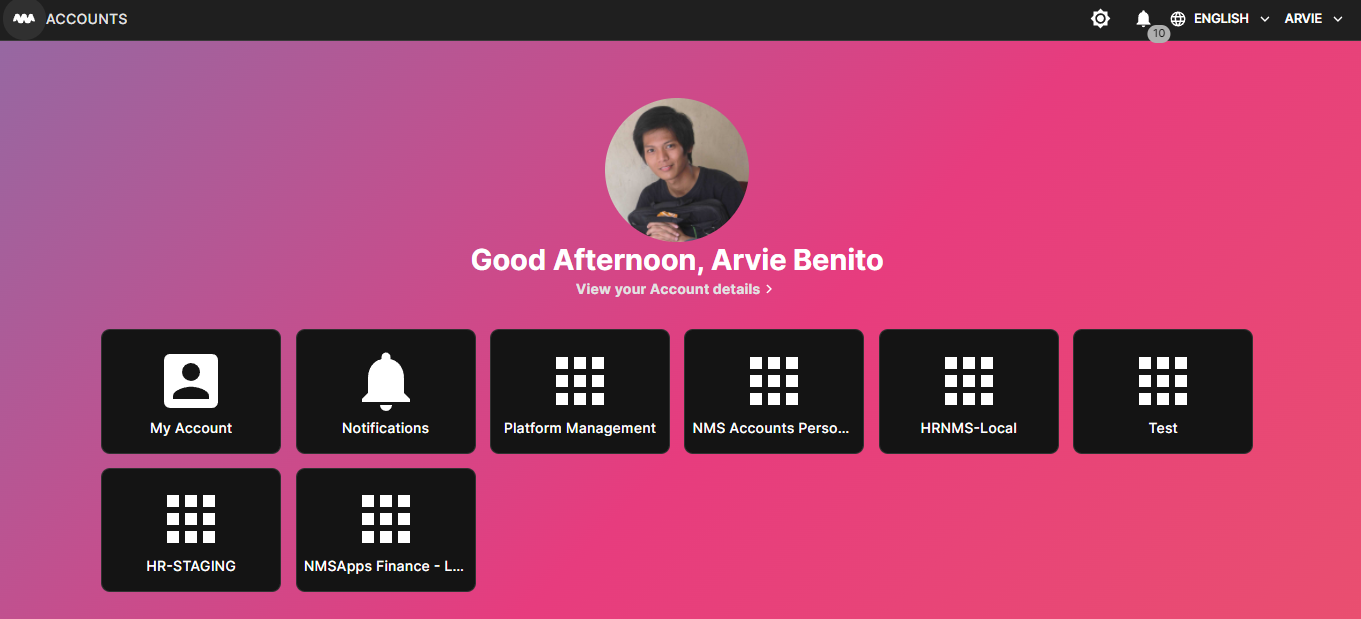 ACCOUNTS
10
ENGLISH
ARVIE
Good Afternoon, Arvie Benito
View your Account details
My Account
Notifications
Platform Management
NMS Accounts Perso...
HRNMS-Local
Test
HR-STAGING
NMSApps Finance - L...